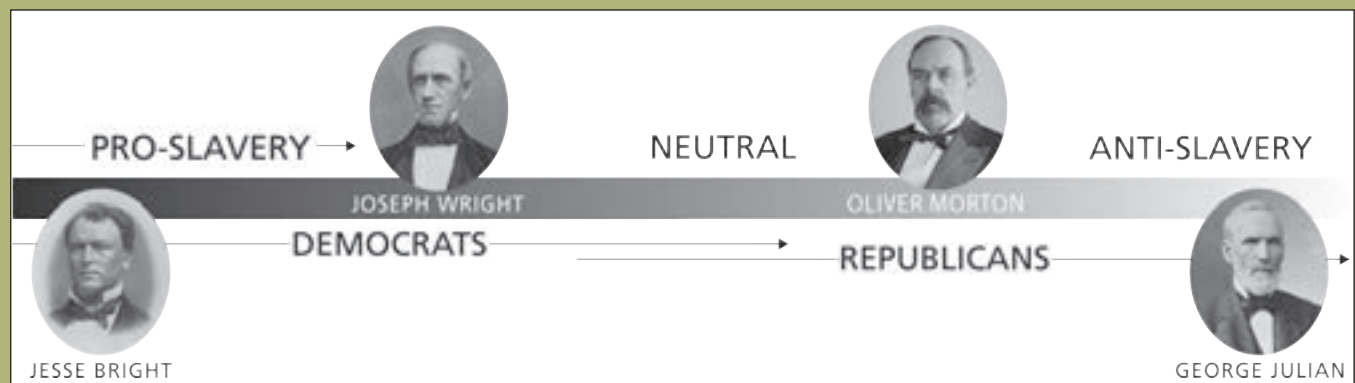 PRO-SLAVERY
NEUTRAL
ANTI-SLAVERY
JOSEPH WRIGHT
OLIVER MORTON
DEMOCRATS
REPUBLICANS
JESSE BRIGHT
GEORGE JULIAN